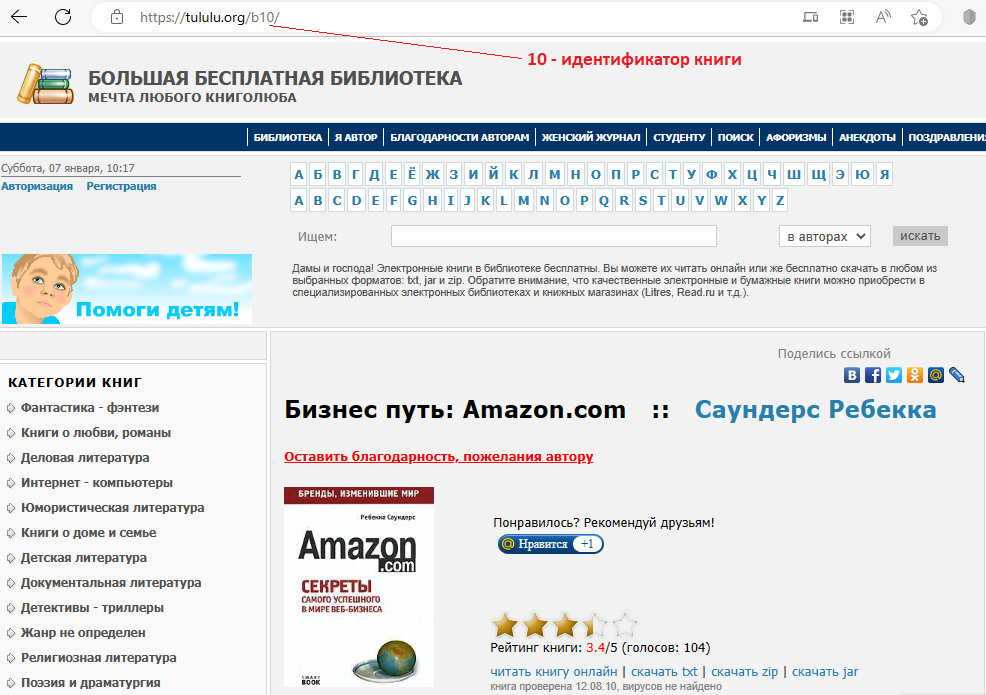 https://tululu.org/b10/
10 - идентификатор книги
БОЛЬШАЯ БЕСПЛАТНАЯ БИБЛИОТЕКА
МЕЧТА ЛЮБОГО КНИГОЛЮБА
БИБЛИОТЕКА | Я АВТОР | БЛАГОДАРНОСТИ АВТОРАМ | ЖЕНСКИЙ ЖУРНАЛ | СТУДЕНТУ | ПОИСК | АФОРИЗМЫ | АНЕКДОТЫ | ПОЗДРАВЛЕНИ
Суббота, 07 января, 10:17
Авторизация Регистрация
А Б В Г Д Е Ё Ж З И Й К Л М Н О П Р С Т У Ф Х Ц Ч Ш Щ Э Ю Я
A B C D E F G H I J K L M N O P Q R S T U V W X Y Z
Ищем: в авторах искать
Дамы и господа! Электронные книги в библиотеке бесплатны. Вы можете их читать онлайн или же бесплатно скачать в любом из
выбранных форматов: txt, jar и zip. Обратите внимание, что качественные электронные и бумажные книги можно приобрести в
специализированных электронных библиотеках и книжных магазинах (Litres, Read.ru и т.д.).
Помоги детям!
КАТЕГОРИИ КНИГ
Фантастика - фэнтези
Книги о любви, романы
Деловая литература
Интернет - компьютеры
Юмористическая литература
Книги о доме и семье
Детская литература
Документальная литература
Детективы - триллеры
Жанр не определен
Религиозная литература
Поэзия и драматургия
Поделись ссылкой
Бизнес путь: Amazon.com :: Саундерс Ребекка
Оставить благодарность, пожелания автору
БРЕНДЫ, ИЗМЕНИВШИЕ МИР
Ребекка Саундерс
Amazon
.com
СЕКРЕТЫ
САМОГО УСПЕШНОГО
В МИРЕ ВЕБ-БИЗНЕСА
SMART
BOOK
Понравилось? Рекомендуй друзьям!
Нравится +1
Рейтинг книги: 3.4/5 (голосов: 104)
читать книгу онлайн | скачать txt | скачать zip | скачать jar
книга проверена 12.08.10, вирусов не найдено